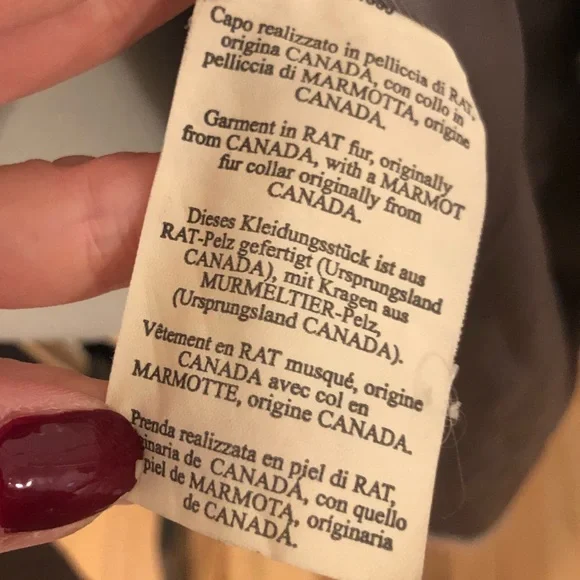 Capo realizzato in pelliccia di RAT,
origina CANADA, con collo in
pelliccia di MARMOTTA, origine
CANADA.
Garment in RAT fur, originally
from CANADA, with a MARMOT
fur collar originally from
CANADA.
Dieses Kleidungsstück ist aus
RAT-Pelz gefertigt (Ursprungsland
CANADA), mit Kragen aus
MURMELTIER-Pelz,
(Ursprungsland CANADA).
Vêtement en RAT musqué, origine
CANADA avec col en
MARMOTTE, origine CANADA.
Prenda realizzata en piel di RAT,
ginaria de CANADA, con quello
piel de MARMOTA, originaria
de CANADA.